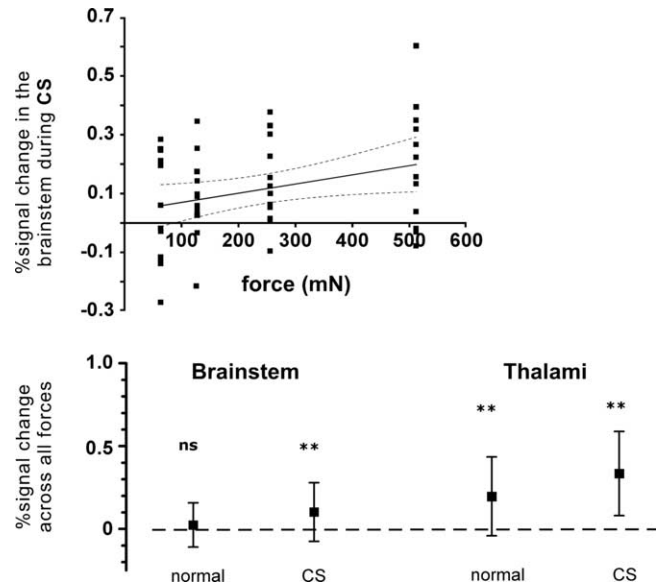 %signal change in the
brainstem during CS
0.7
0.5
0.3
0.1
-0.1
-0.3
100
200
300
400
500
600
force (mN)
%signal change
across all forces
1.0
0.5
0
Brainstem
Thalami
ns
**
**
**
normal
CS
normal
CS